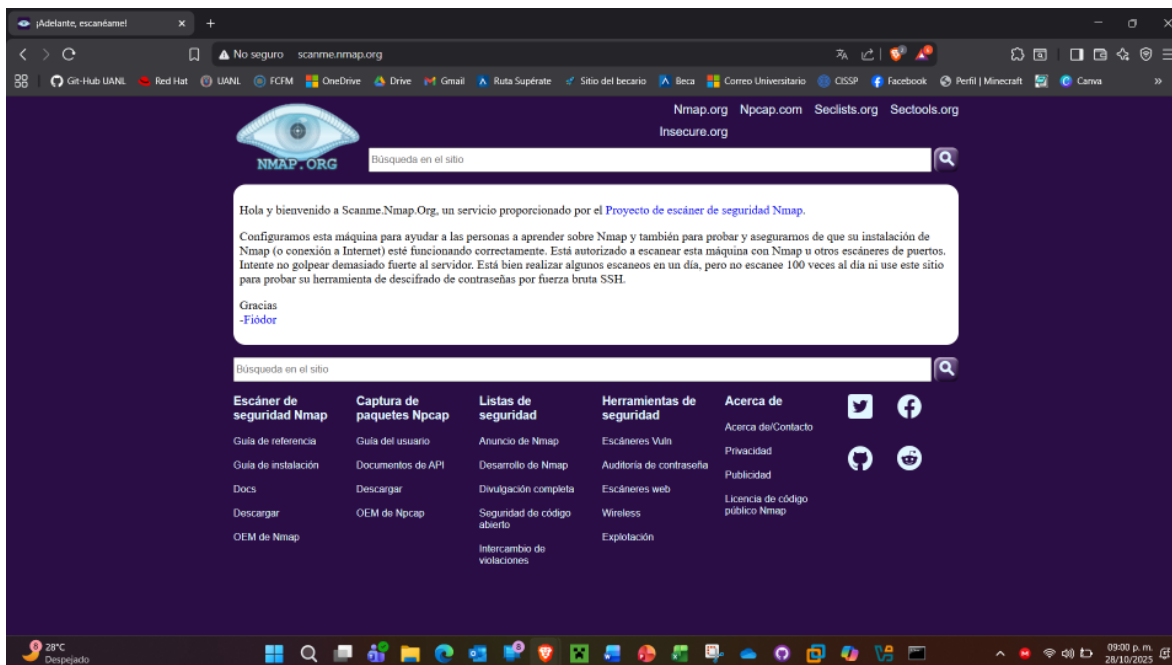 ¡Adelante, escanéame!
No seguro scanme.nmap.org
Git-Hub UANL Red Hat UANL FCFM OneDrive Drive Gmail Ruta Supérate Sitio del becario Beca Correo Universitario CISSP Facebook Perfil | Minecraft Canva »
Nmap.org Npcap.com Seclists.org Sectools.org
Insecure.org
NMAP.ORG
Búsqueda en el sitio
Hola y bienvenido a Scanme.Nmap.Org, un servicio proporcionado por el Proyecto de escáner de seguridad Nmap.
Configuramos esta máquina para ayudar a las personas a aprender sobre Nmap y también para probar y asegurarnos de que su instalación de
Nmap (o conexión a Internet) esté funcionando correctamente. Está autorizado a escanear esta máquina con Nmap u otros escáneres de puertos.
Intente no golpear demasiado fuerte al servidor. Está bien realizar algunos escaneos en un día, pero no escanee 100 veces al día ni use este sitio
para probar su herramienta de descifrado de contraseñas por fuerza bruta SSH.
Gracias
-Fiódor
Búsqueda en el sitio
Escáner de
seguridad Nmap
Guía de referencia
Guía de instalación
Docs
Descargar
OEM de Nmap
Captura de
paquetes Npcap
Guía del usuario
Documentos de API
Descargar
OEM de Npcap
Listas de
seguridad
Anuncio de Nmap
Desarrollo de Nmap
Divulgación completa
Seguridad de código
abierto
Intercambio de
violaciones
Herramientas de
seguridad
Escáneres Vuln
Auditoría de contraseña
Escáneres web
Wireless
Explotación
Acerca de
Acerca de/Contacto
Privacidad
Publicidad
Licencia de código
público Nmap
28°C
Despejado
09:00 p. m.
28/10/2025